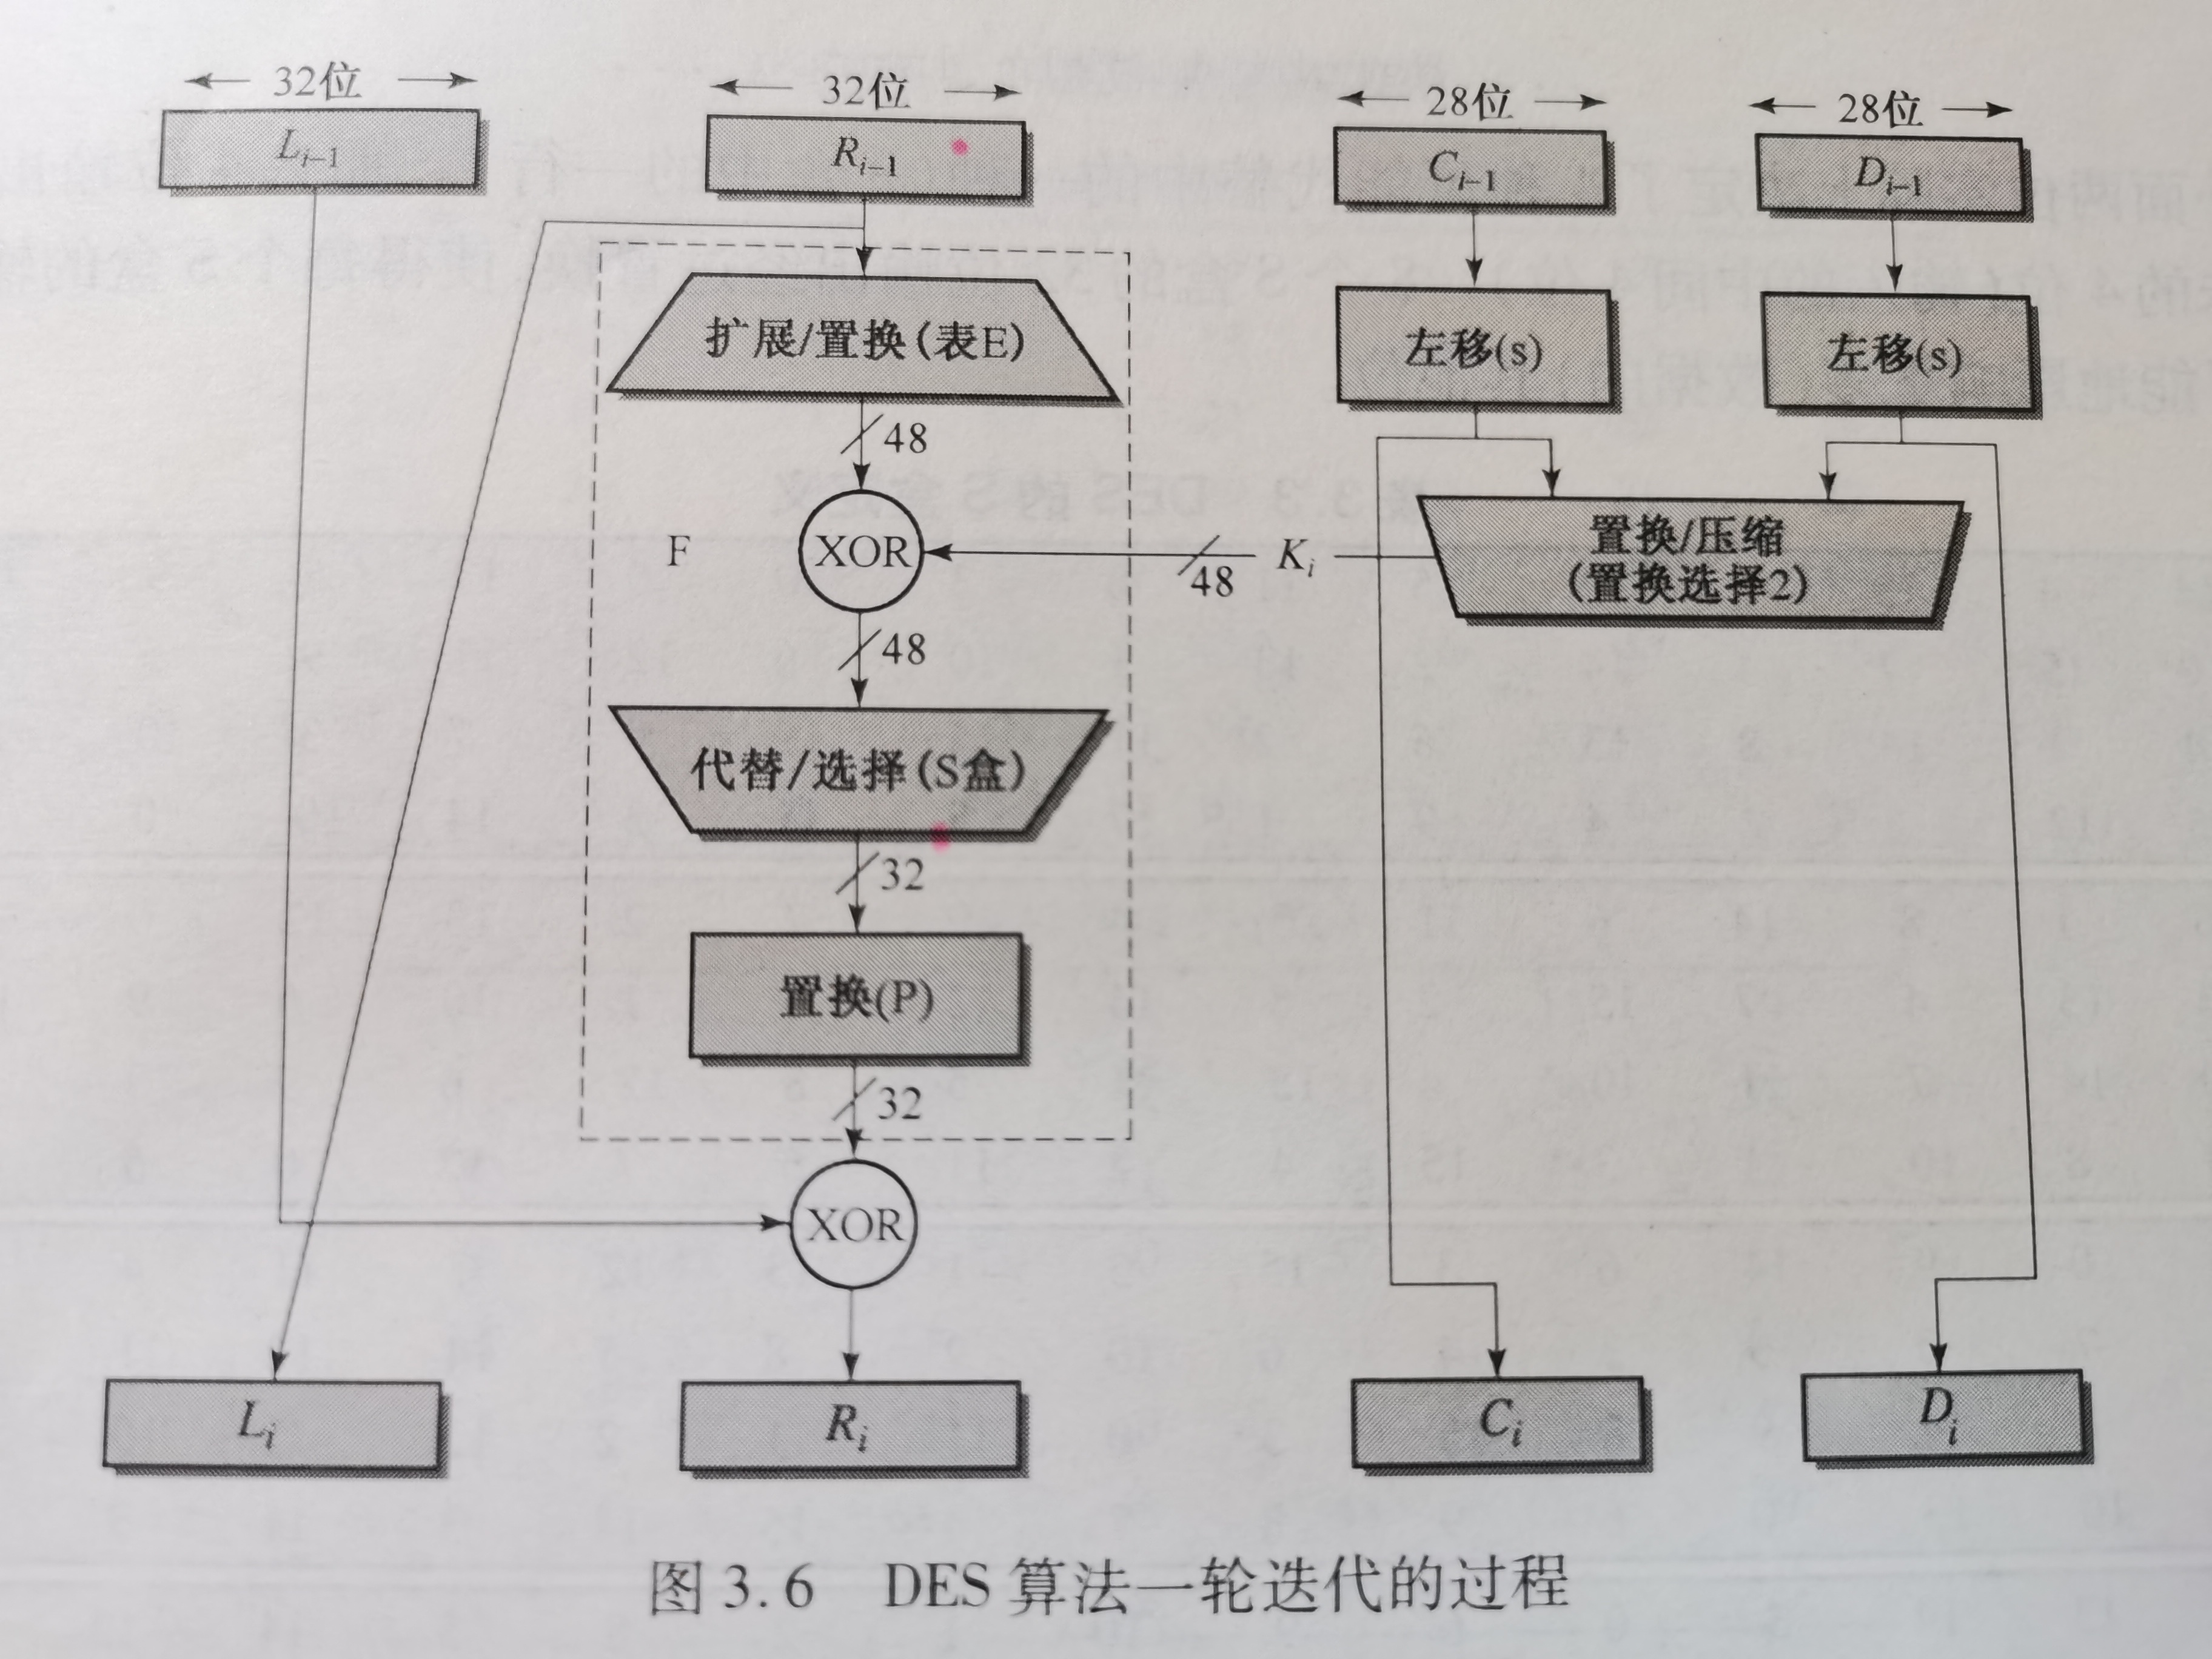 32位
32位
28位
28位
L_{i-1}
R_{i-1}
C_{i-1}
D_{i-1}
扩展/置换(表E)
左移(s)
左移(s)
48
F
XOR
48
K_i
置换/压缩
(置换选择2)
48
代替/选择(S盒)
32
置换(P)
32
XOR
L_i
R_i
C_i
D_i
图 3.6 DES 算法一轮迭代的过程